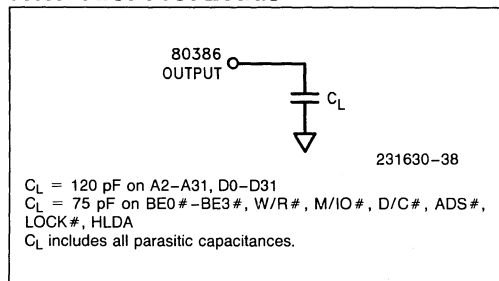 80386
OUTPUT
C_L
231630-38
C_L = 120 pF on A2-A31, D0-D31
C_L = 75 pF on BE0#-BE3#, W/R#, M/IO#, D/C#, ADS#,
LOCK#, HLDA
C_L includes all parasitic capacitances.